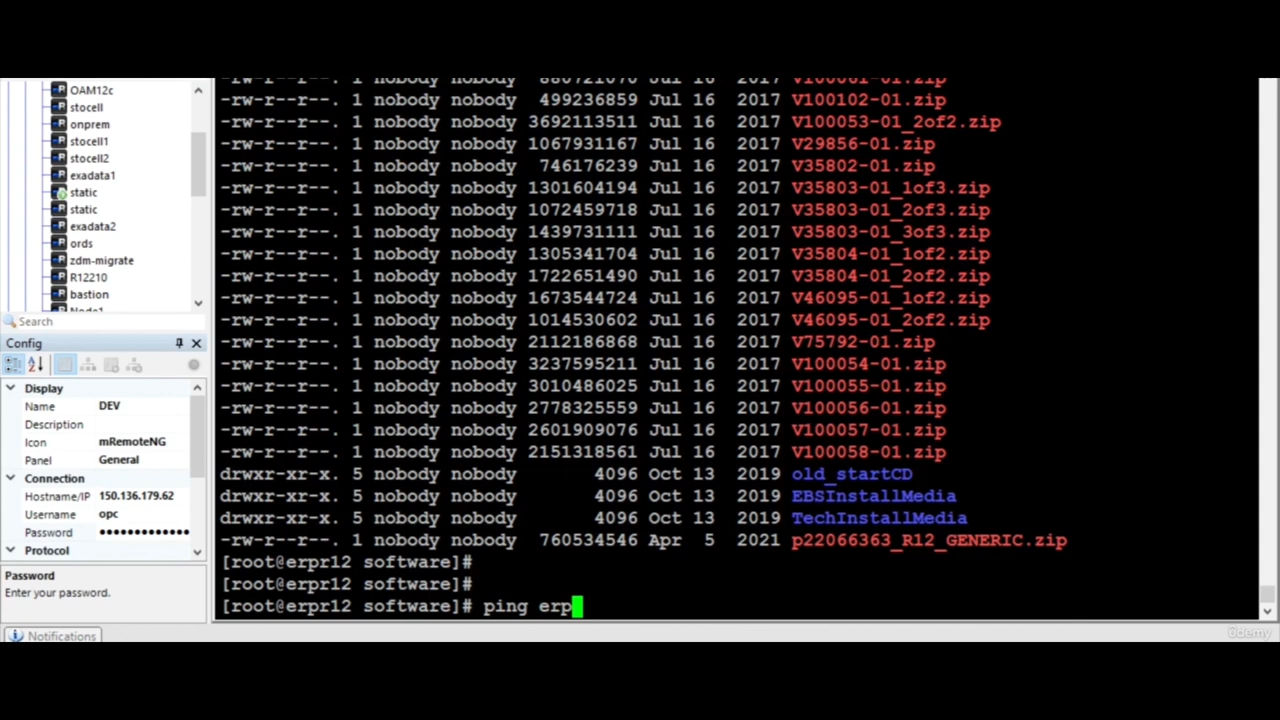 OAM12c
stocell
onprem
stocell1
stocell2
exadata1
static
static
exadata2
ords
zdm-migrate
R12210
bastion
Node1
Search
Config
Display
Name DEV
Description
Icon mRemoteNG
Panel General
Connection
Hostname/IP 150.136.179.62
Username opc
Password ••••••••••••••
Protocol
Password
Enter your password.
Notifications
-rw-r--r--. 1 nobody nobody 880721070 Jul 16 2017 V100061-01.zip
-rw-r--r--. 1 nobody nobody 499236859 Jul 16 2017 V100102-01.zip
-rw-r--r--. 1 nobody nobody 3692113511 Jul 16 2017 V100053-01_2of2.zip
-rw-r--r--. 1 nobody nobody 1067931167 Jul 16 2017 V29856-01.zip
-rw-r--r--. 1 nobody nobody 746176239 Jul 16 2017 V35802-01.zip
-rw-r--r--. 1 nobody nobody 1301604194 Jul 16 2017 V35803-01_1of3.zip
-rw-r--r--. 1 nobody nobody 1072459718 Jul 16 2017 V35803-01_2of3.zip
-rw-r--r--. 1 nobody nobody 1439731111 Jul 16 2017 V35803-01_3of3.zip
-rw-r--r--. 1 nobody nobody 1305341704 Jul 16 2017 V35804-01_1of2.zip
-rw-r--r--. 1 nobody nobody 1722651490 Jul 16 2017 V35804-01_2of2.zip
-rw-r--r--. 1 nobody nobody 1673544724 Jul 16 2017 V46095-01_1of2.zip
-rw-r--r--. 1 nobody nobody 1014530602 Jul 16 2017 V46095-01_2of2.zip
-rw-r--r--. 1 nobody nobody 2112186868 Jul 16 2017 V75792-01.zip
-rw-r--r--. 1 nobody nobody 3237595211 Jul 16 2017 V100054-01.zip
-rw-r--r--. 1 nobody nobody 3010486025 Jul 16 2017 V100055-01.zip
-rw-r--r--. 1 nobody nobody 2778325559 Jul 16 2017 V100056-01.zip
-rw-r--r--. 1 nobody nobody 2601909076 Jul 16 2017 V100057-01.zip
-rw-r--r--. 1 nobody nobody 2151318561 Jul 16 2017 V100058-01.zip
drwxr-xr-x. 5 nobody nobody 4096 Oct 13 2019 old_startCD
drwxr-xr-x. 5 nobody nobody 4096 Oct 13 2019 EBSInstallMedia
drwxr-xr-x. 5 nobody nobody 4096 Oct 13 2019 TechInstallMedia
-rw-r--r--. 1 nobody nobody 760534546 Apr 5 2021 p22066363_R12_GENERIC.zip
[root@erpr12 software]#
[root@erpr12 software]#
[root@erpr12 software]# ping erp
ûdemy